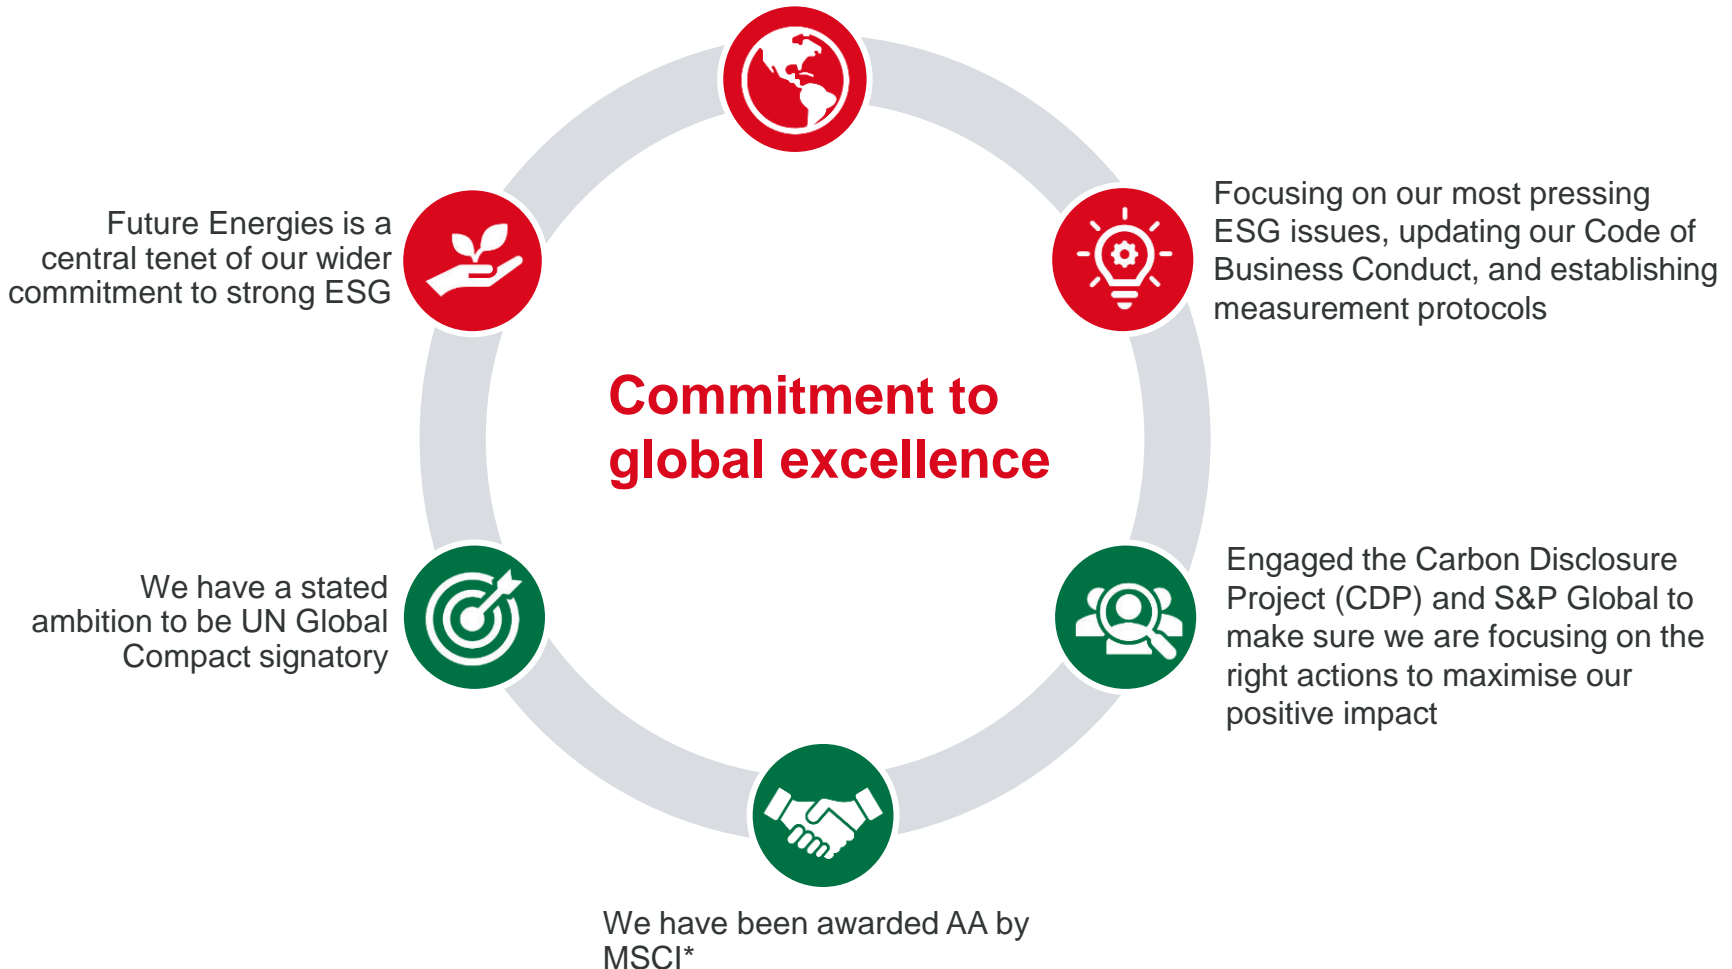 Future Energies is a
central tenet of our wider
commitment to strong ESG
Focusing on our most pressing
ESG issues, updating our Code of
Business Conduct, and establishing
measurement protocols
Commitment to
global excellence
We have a stated
ambition to be UN Global
Compact signatory
Engaged the Carbon Disclosure
Project (CDP) and S&P Global to
make sure we are focusing on the
right actions to maximise our
positive impact
We have been awarded AA by
MSCI*